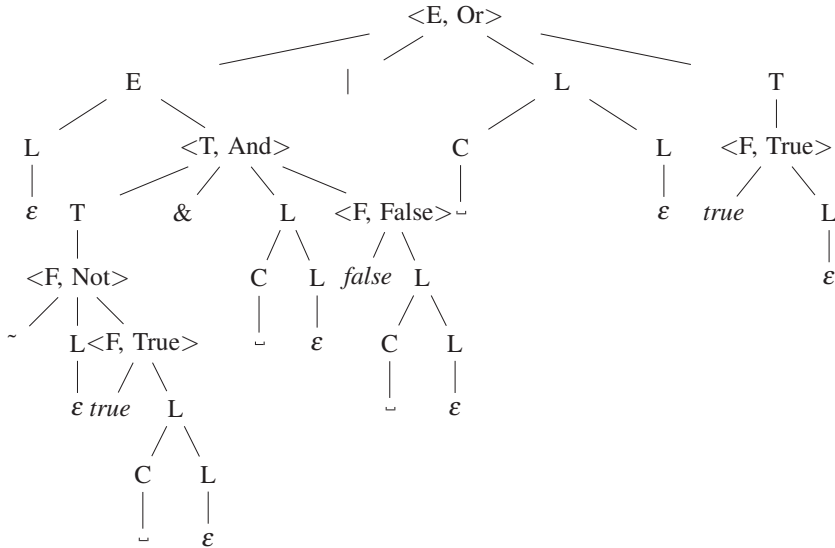 <E, Or>
E | L T
L <T, And> C L <F, True>
ε T & L <F, False> ␣ ε true L
<F, Not> C L false L ε
~ L <F, True> ␣ ε C L
ε true L ␣ ε
C L
␣ ε